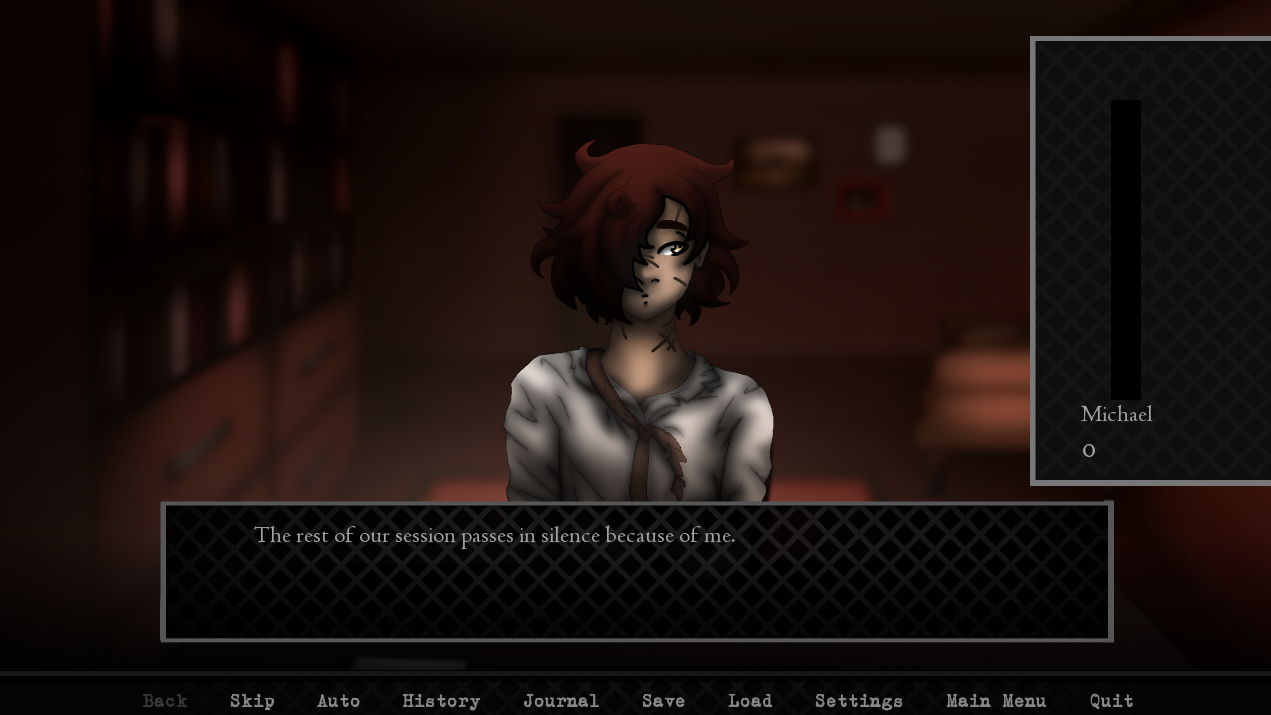 Michael
0
The rest of our session passes in silence because of me.
Back Skip Auto History Journal Save Load Settings Main Menu Quit